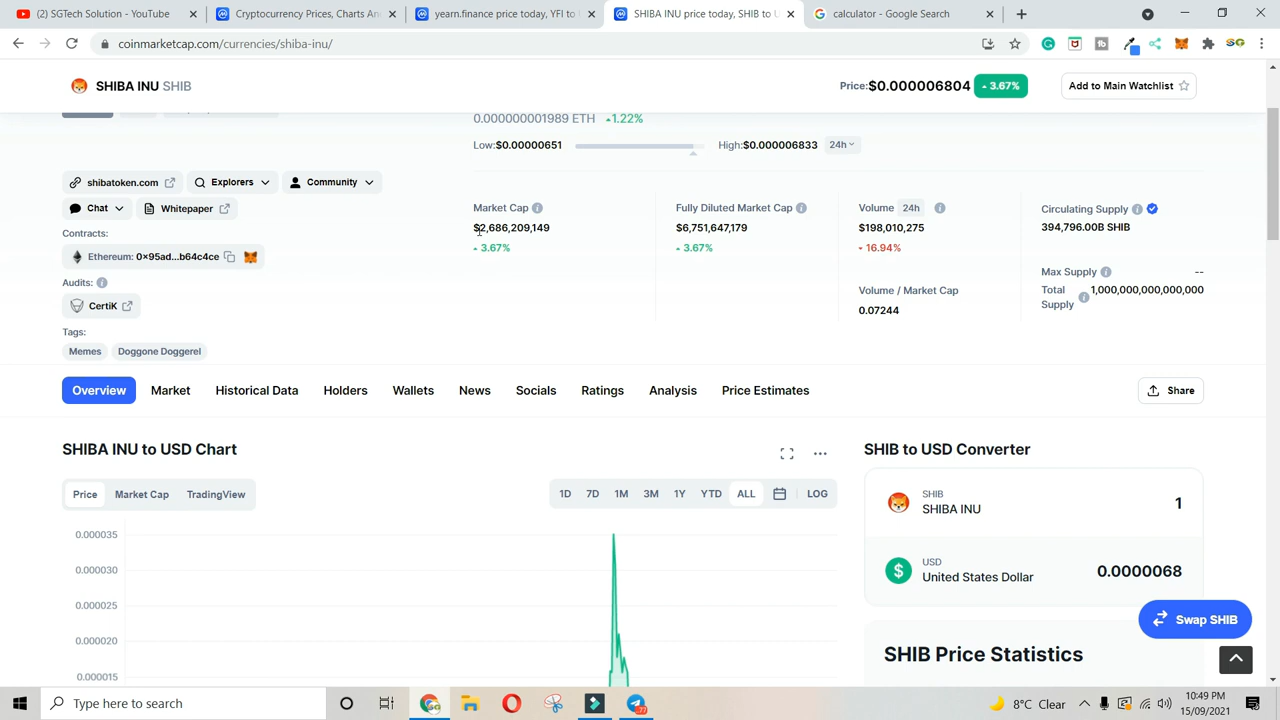 (2) SGTech Solution - YouTube
Cryptocurrency Prices, Charts An
yearn.finance price today, YFI to
SHIBA INU price today, SHIB to U
calculator - Google Search
coinmarketcap.com/currencies/shiba-inu/
SHIBA INU SHIB
Price:$0.000006804 3.67%
Add to Main Watchlist
0.000000001989 ETH 1.22%
Low:$0.00000651
High:$0.000006833 24h
shibatoken.com
Explorers
Community
Chat
Whitepaper
Contracts:
Ethereum: 0×95ad...b64c4ce
Audits:
CertiK
Tags:
Memes
Doggone Doggerel
Market Cap
$2,686,209,149
3.67%
Fully Diluted Market Cap
$6,751,647,179
3.67%
Volume 24h
$198,010,275
16.94%
Volume / Market Cap
0.07244
Circulating Supply
394,796.00B SHIB
Max Supply --
Total Supply
1,000,000,000,000,000
Overview
Market
Historical Data
Holders
Wallets
News
Socials
Ratings
Analysis
Price Estimates
Share
SHIBA INU to USD Chart
Price
Market Cap
TradingView
1D 7D 1M 3M 1Y YTD ALL LOG
0.000035
0.000030
0.000025
0.000020
0.000015
SHIB to USD Converter
SHIB
SHIBA INU
1
USD
United States Dollar
0.0000068
Swap SHIB
SHIB Price Statistics
Type here to search
8°C Clear
10:49 PM
15/09/2021